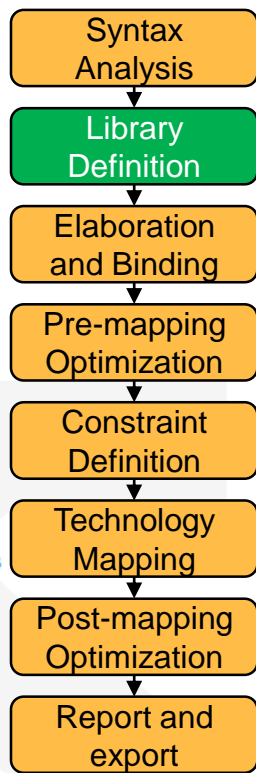 Syntax
Analysis
Library
Definition
Elaboration
and Binding
Pre-mapping
Optimization
Constraint
Definition
Technology
Mapping
Post-mapping
Optimization
Report and
export